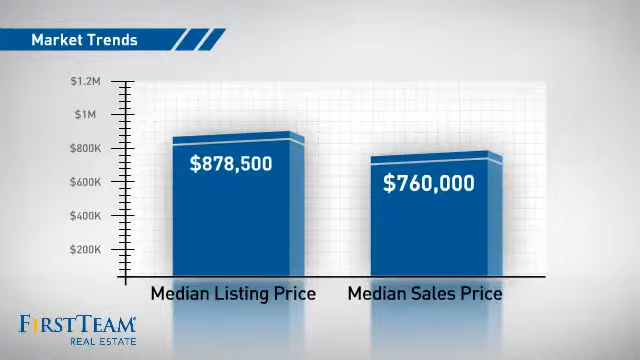 Market Trends
$1.2M
$1M
$800K
$600K
$400K
$200K
$878,500
$760,000
Median Listing Price
Median Sales Price
FIRSTTEAM®
REAL ESTATE